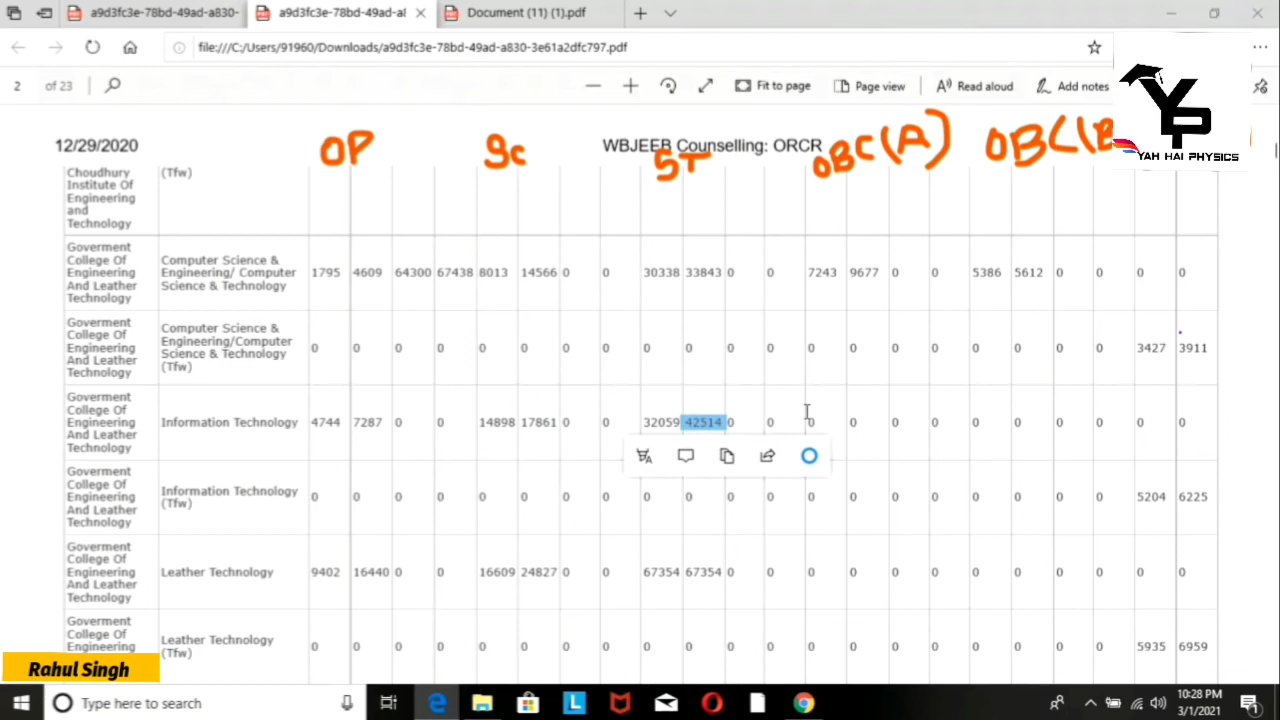 a9d3fc3e-78bd-49ad-a830-
a9d3fc3e-78bd-49ad-a8
Document (11) (1).pdf
file:///C:/Users/91960/Downloads/a9d3fc3e-78bd-49ad-a830-3e61a2dfc797.pdf
2 of 23
Fit to page
Page view
Read aloud
Add notes
YP
YAH HAI PHYSICS
12/29/2020
WBJEEB Counselling: ORCR
OP SC ST OBC(A) OBC(B
Choudhury (Tfw)
Institute Of
Engineering
and
Technology
Goverment
College Of Computer Science &
Engineering Engineering/ Computer 1795 4609 64300 67438 8013 14566 0 0 30338 33843 0 0 7243 9677 0 0 5386 5612 0 0 0 0
And Leather Science & Technology
Technology
Goverment Computer Science &
College Of Engineering/Computer
Engineering Science & Technology 0 0 0 0 0 0 0 0 0 0 0 0 0 0 0 0 0 0 0 0 3427 3911
And Leather (Tfw)
Technology
Goverment
College Of
Engineering Information Technology 4744 7287 0 0 14898 17861 0 0 32059 42514 0 0 0 0 0 0 0 0 0 0 0 0
And Leather
Technology
Goverment
College Of Information Technology
Engineering (Tfw) 0 0 0 0 0 0 0 0 0 0 0 0 0 0 0 0 0 0 0 0 5204 6225
And Leather
Technology
Goverment
College Of
Engineering Leather Technology 9402 16440 0 0 16609 24827 0 0 67354 67354 0 0 0 0 0 0 0 0 0 0 0 0
And Leather
Technology
Goverment
College Of Leather Technology
Engineering (Tfw) 0 0 0 0 0 0 0 0 0 0 0 0 0 0 0 0 0 0 0 0 5935 6959
Rahul Singh
Type here to search
10:28 PM
3/1/2021